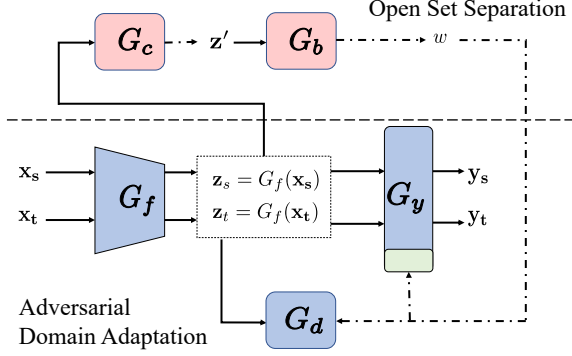 Open Set Separation
G_c z′ G_b w
x_s
x_t
G_f
z_s = G_f(x_s)
z_t = G_f(x_t)
G_y
y_s
y_t
G_d
Adversarial
Domain Adaptation